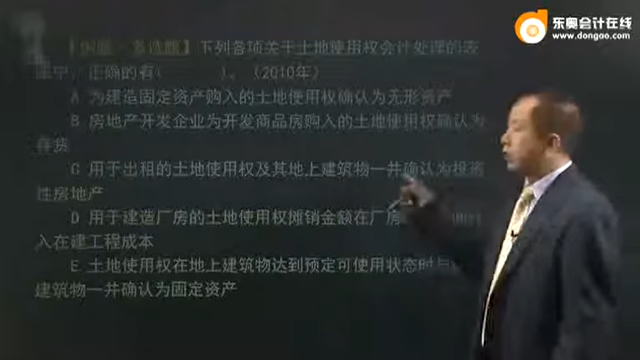 东奥会计在线
www.dongao.com
【例题·多选题】下列各项关于土地使用权会计处理的表
述中，正确的有（　　）。（2010年）
A 为建造固定资产购入的土地使用权确认为无形资产
B 房地产开发企业为开发商品房购入的土地使用权确认为
存货
C 用于出租的土地使用权及其地上建筑物一并确认为投资
性房地产
D 用于建造厂房的土地使用权摊销金额在厂房
入在建工程成本
E 土地使用权在地上建筑物达到预定可使用状态时与
建筑物一并确认为固定资产